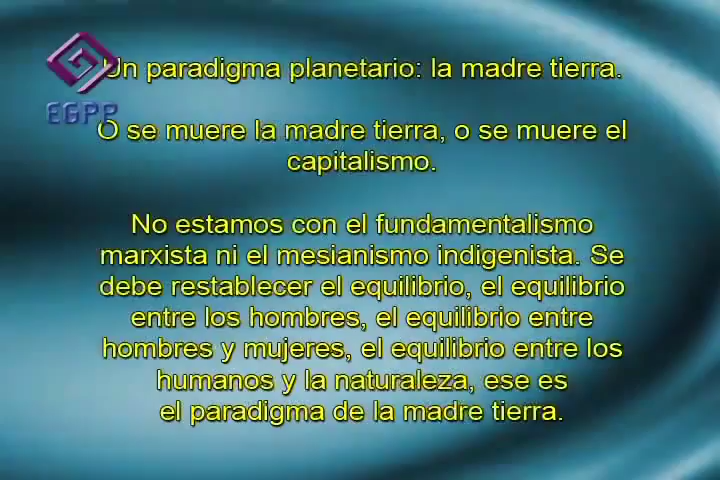 Un paradigma planetario: la madre tierra.
EGPP
O se muere la madre tierra, o se muere el
capitalismo.
No estamos con el fundamentalismo
marxista ni el mesianismo indigenista. Se
debe restablecer el equilibrio, el equilibrio
entre los hombres, el equilibrio entre
hombres y mujeres, el equilibrio entre los
humanos y la naturaleza, ese es
el paradigma de la madre tierra.